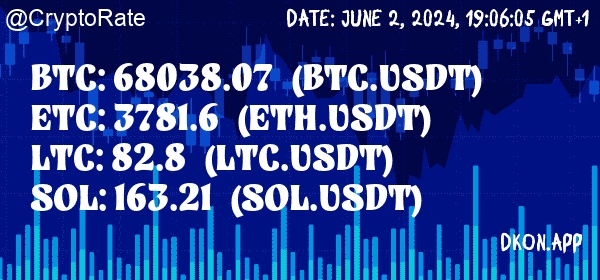 @CryptoRate
DATE: JUNE 2, 2024, 19:06:05 GMT+1
BTC: 68038.07 (BTC.USDT)
ETC: 3781.6 (ETH.USDT)
LTC: 82.8 (LTC.USDT)
SOL: 163.21 (SOL.USDT)
DKON.APP